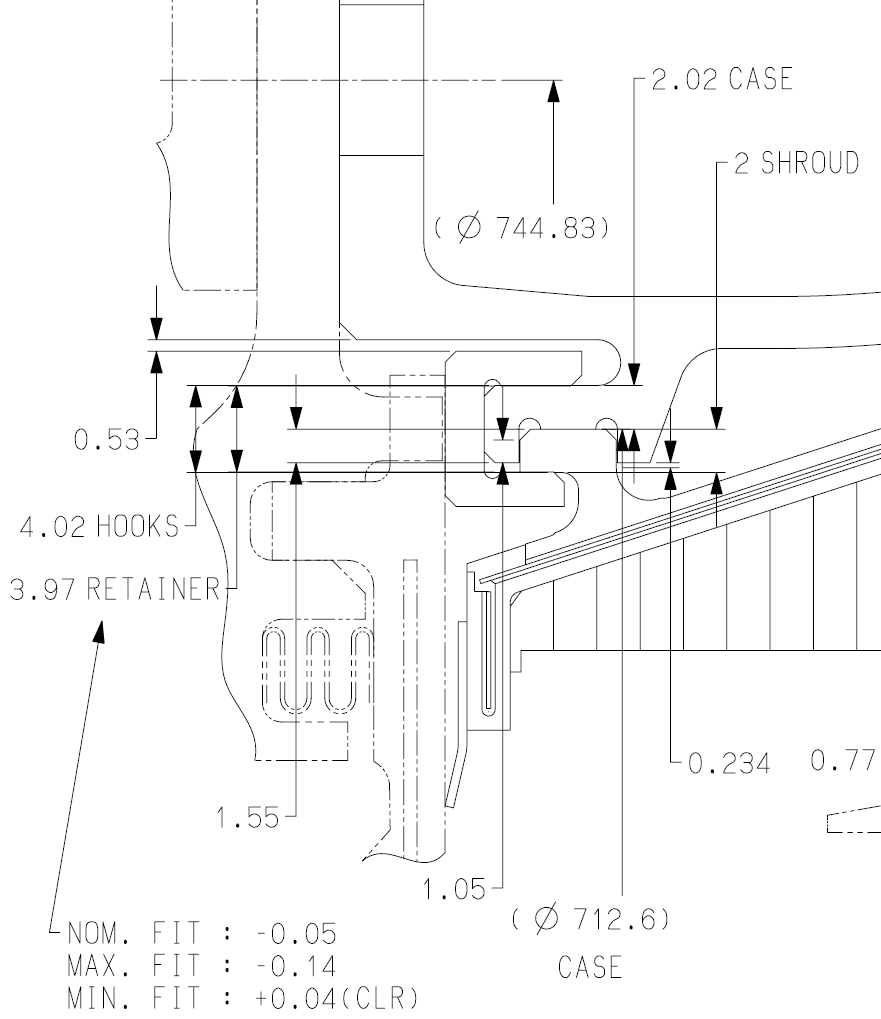 2.02 CASE
2 SHROUD
( Ø 744.83)
0.53
4.02 HOOKS
3.97 RETAINER
0.234 0.77
1.55
1.05
( Ø 712.6)
CASE
NOM. FIT : -0.05
MAX. FIT : -0.14
MIN. FIT : +0.04(CLR)